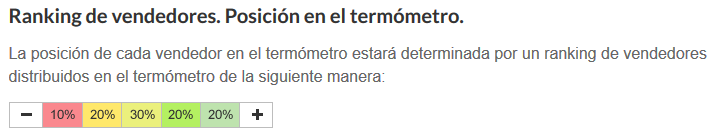 Ranking de vendedores. Posición en el termómetro.
La posición de cada vendedor en el termómetro estará determinada por un ranking de vendedores
distribuidos en el termómetro de la siguiente manera:
− 10% 20% 30% 20% 20% +